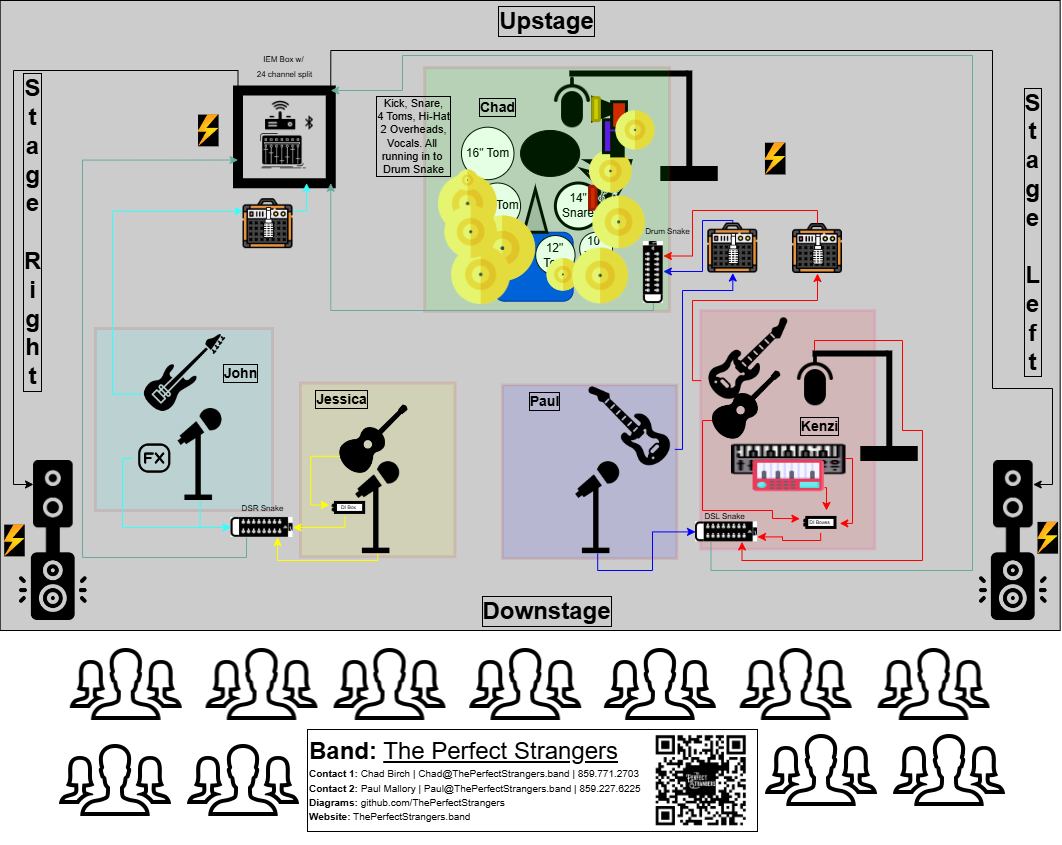 Upstage
IEM Box w/
24 channel split
Stage Right
Stage Left
Kick, Snare,
4 Toms, Hi-Hat
2 Overheads,
Vocals. All
running in to
Drum Snake
Chad
16" Tom
Tom
14"
Snare
12"
10"
Drum Snake
John
Jessica
Paul
Kenzi
FX
DI Box
DSR Snake
DSL Snake
DI Boxes
Downstage
Band: The Perfect Strangers
Contact 1: Chad Birch | Chad@ThePerfectStrangers.band | 859.771.2703
Contact 2: Paul Mallory | Paul@ThePerfectStrangers.band | 859.227.6225
Diagrams: github.com/ThePerfectStrangers
Website: ThePerfectStrangers.band
THE
PERFECT
STRANGERS